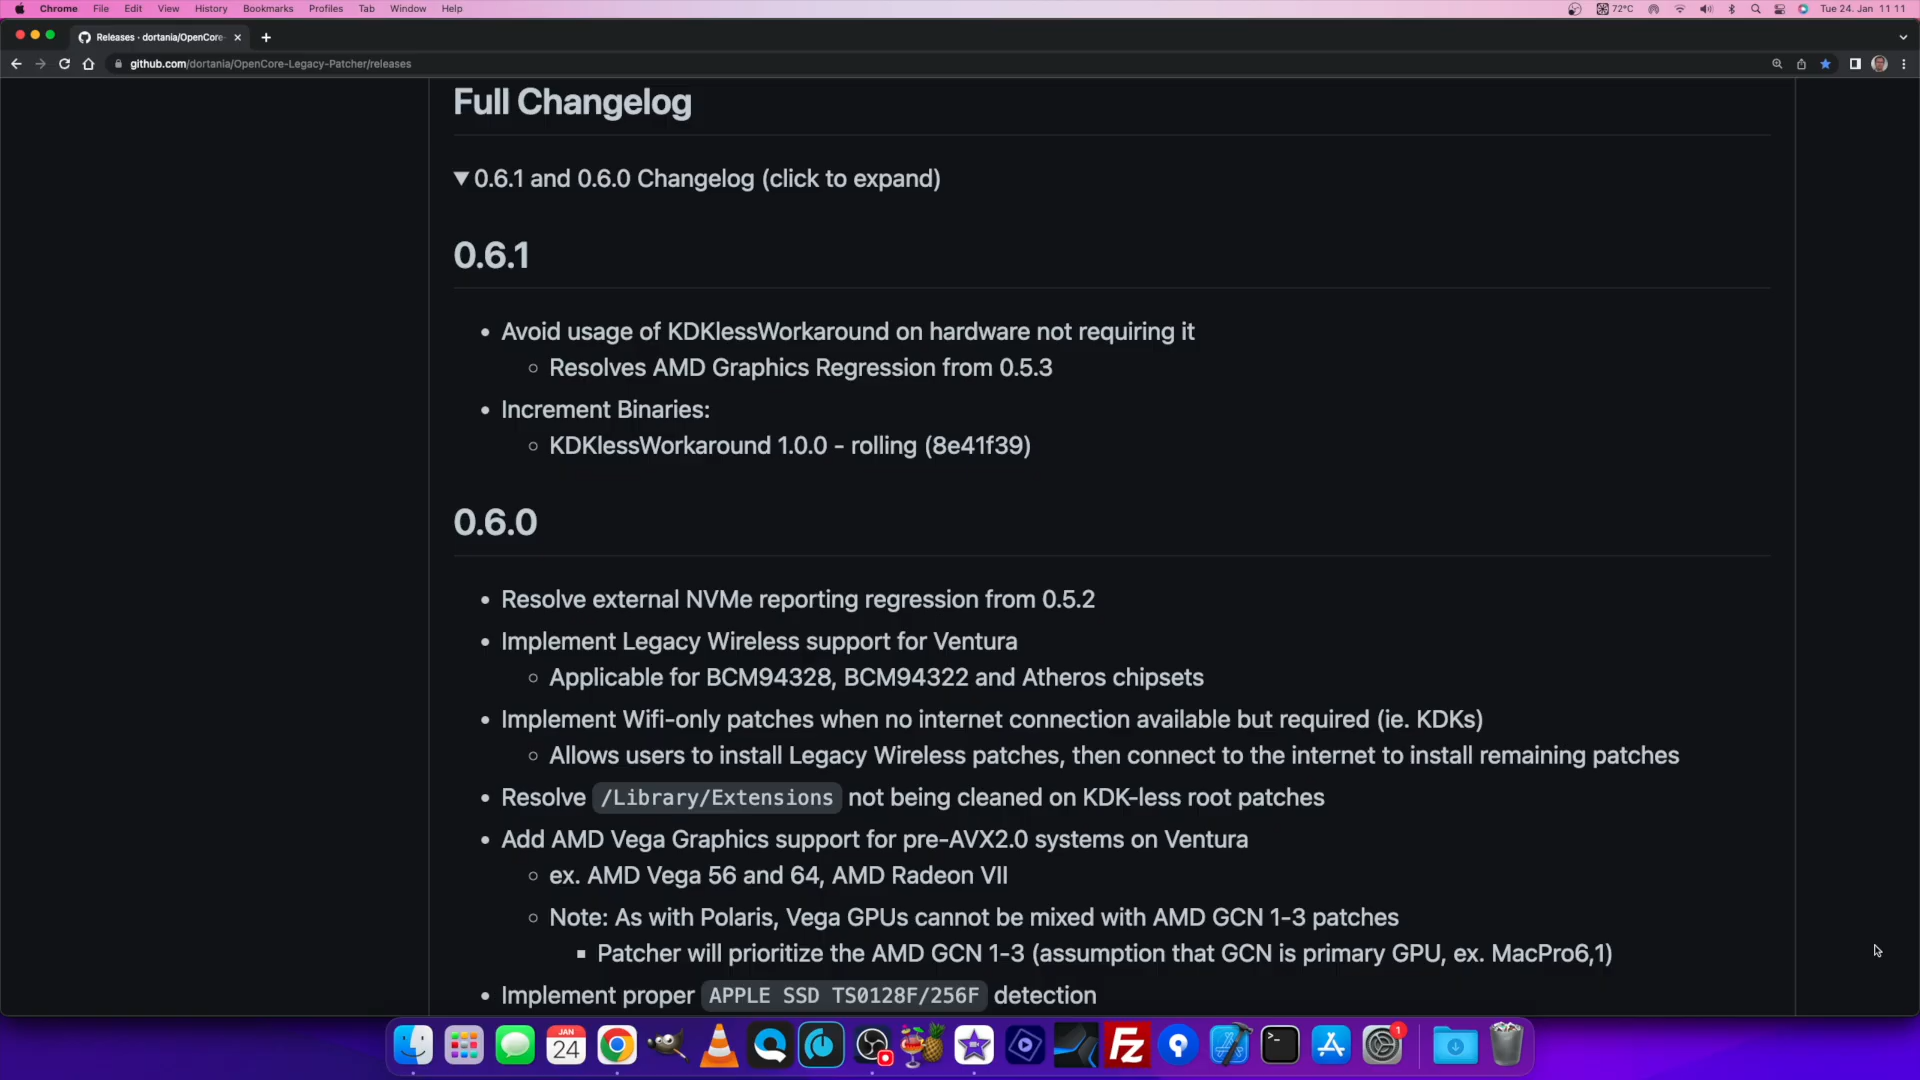 Chrome File Edit View History Bookmarks Profiles Tab Window Help 72°C Tue 24. Jan 11 11
Releases · dortania/OpenCore-
github.com/dortania/OpenCore-Legacy-Patcher/releases
Full Changelog
0.6.1 and 0.6.0 Changelog (click to expand)
0.6.1
Avoid usage of KDKlessWorkaround on hardware not requiring it
Resolves AMD Graphics Regression from 0.5.3
Increment Binaries:
KDKlessWorkaround 1.0.0 - rolling (8e41f39)
0.6.0
Resolve external NVMe reporting regression from 0.5.2
Implement Legacy Wireless support for Ventura
Applicable for BCM94328, BCM94322 and Atheros chipsets
Implement Wifi-only patches when no internet connection available but required (ie. KDKs)
Allows users to install Legacy Wireless patches, then connect to the internet to install remaining patches
Resolve /Library/Extensions not being cleaned on KDK-less root patches
Add AMD Vega Graphics support for pre-AVX2.0 systems on Ventura
ex. AMD Vega 56 and 64, AMD Radeon VII
Note: As with Polaris, Vega GPUs cannot be mixed with AMD GCN 1-3 patches
Patcher will prioritize the AMD GCN 1-3 (assumption that GCN is primary GPU, ex. MacPro6,1)
Implement proper APPLE SSD TS0128F/256F detection
JAN
24
Fz
1